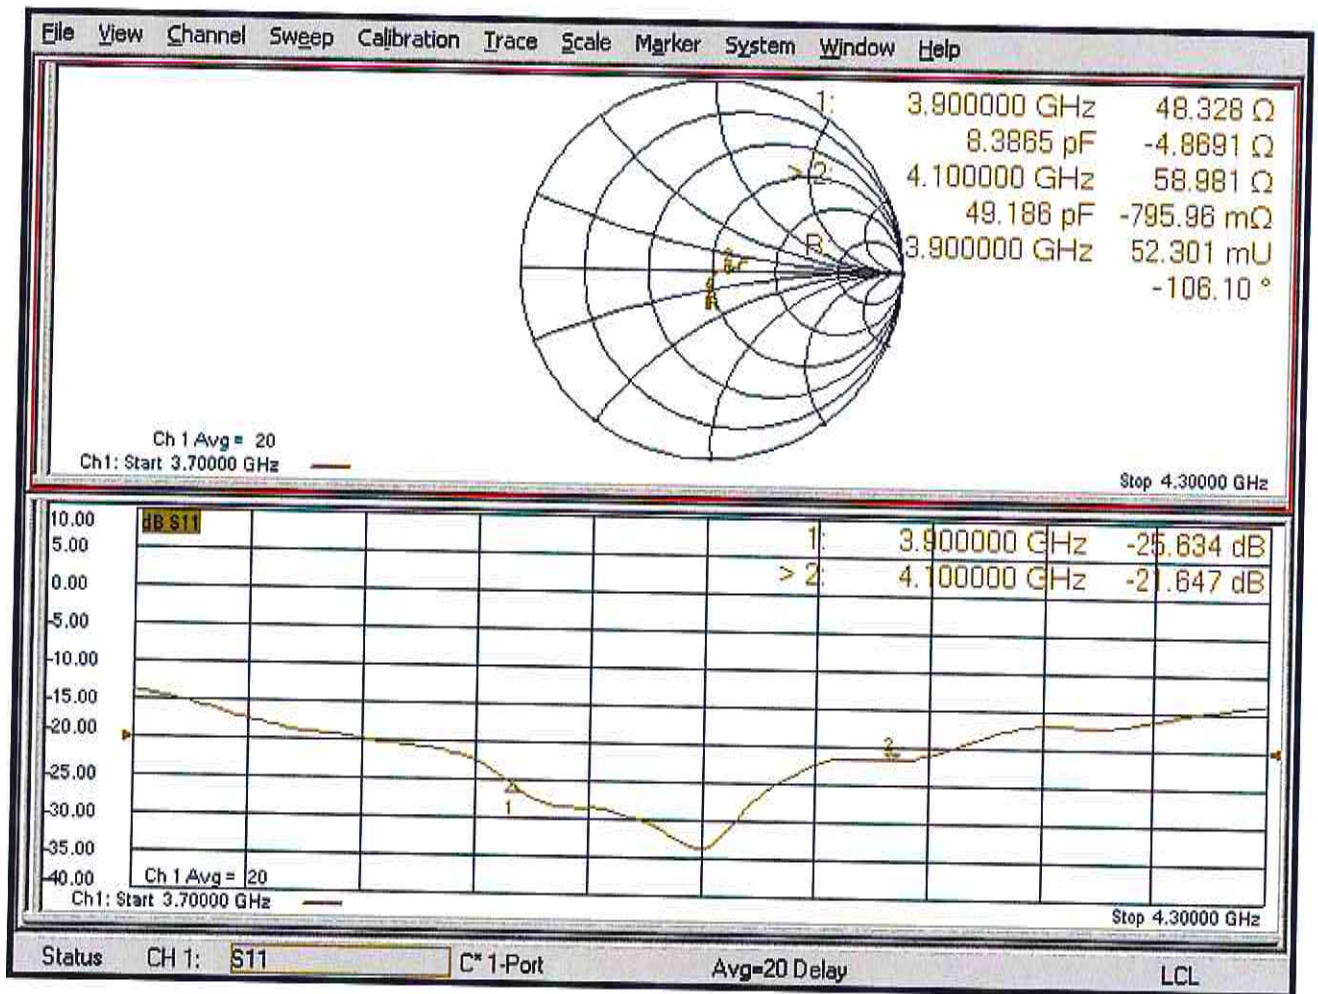 File View Channel Sweep Calibration Trace Scale Marker System Window Help
1: 3.900000 GHz 48.328 Ω
8.3865 pF -4.8691 Ω
> 2: 4.100000 GHz 58.981 Ω
49.186 pF -795.96 mΩ
R 3.900000 GHz 52.301 mU
-106.10 °
2
R
Ch 1 Avg = 20
Ch1: Start 3.70000 GHz
Stop 4.30000 GHz
10.00
dB S11
1: 3.900000 GHz -25.634 dB
5.00
> 2: 4.100000 GHz -21.647 dB
0.00
-5.00
-10.00
-15.00
-20.00
2
-25.00
1
-30.00
-35.00
-40.00
Ch 1 Avg = 20
Ch1: Start 3.70000 GHz
Stop 4.30000 GHz
Status CH 1: S11 C* 1-Port Avg=20 Delay LCL